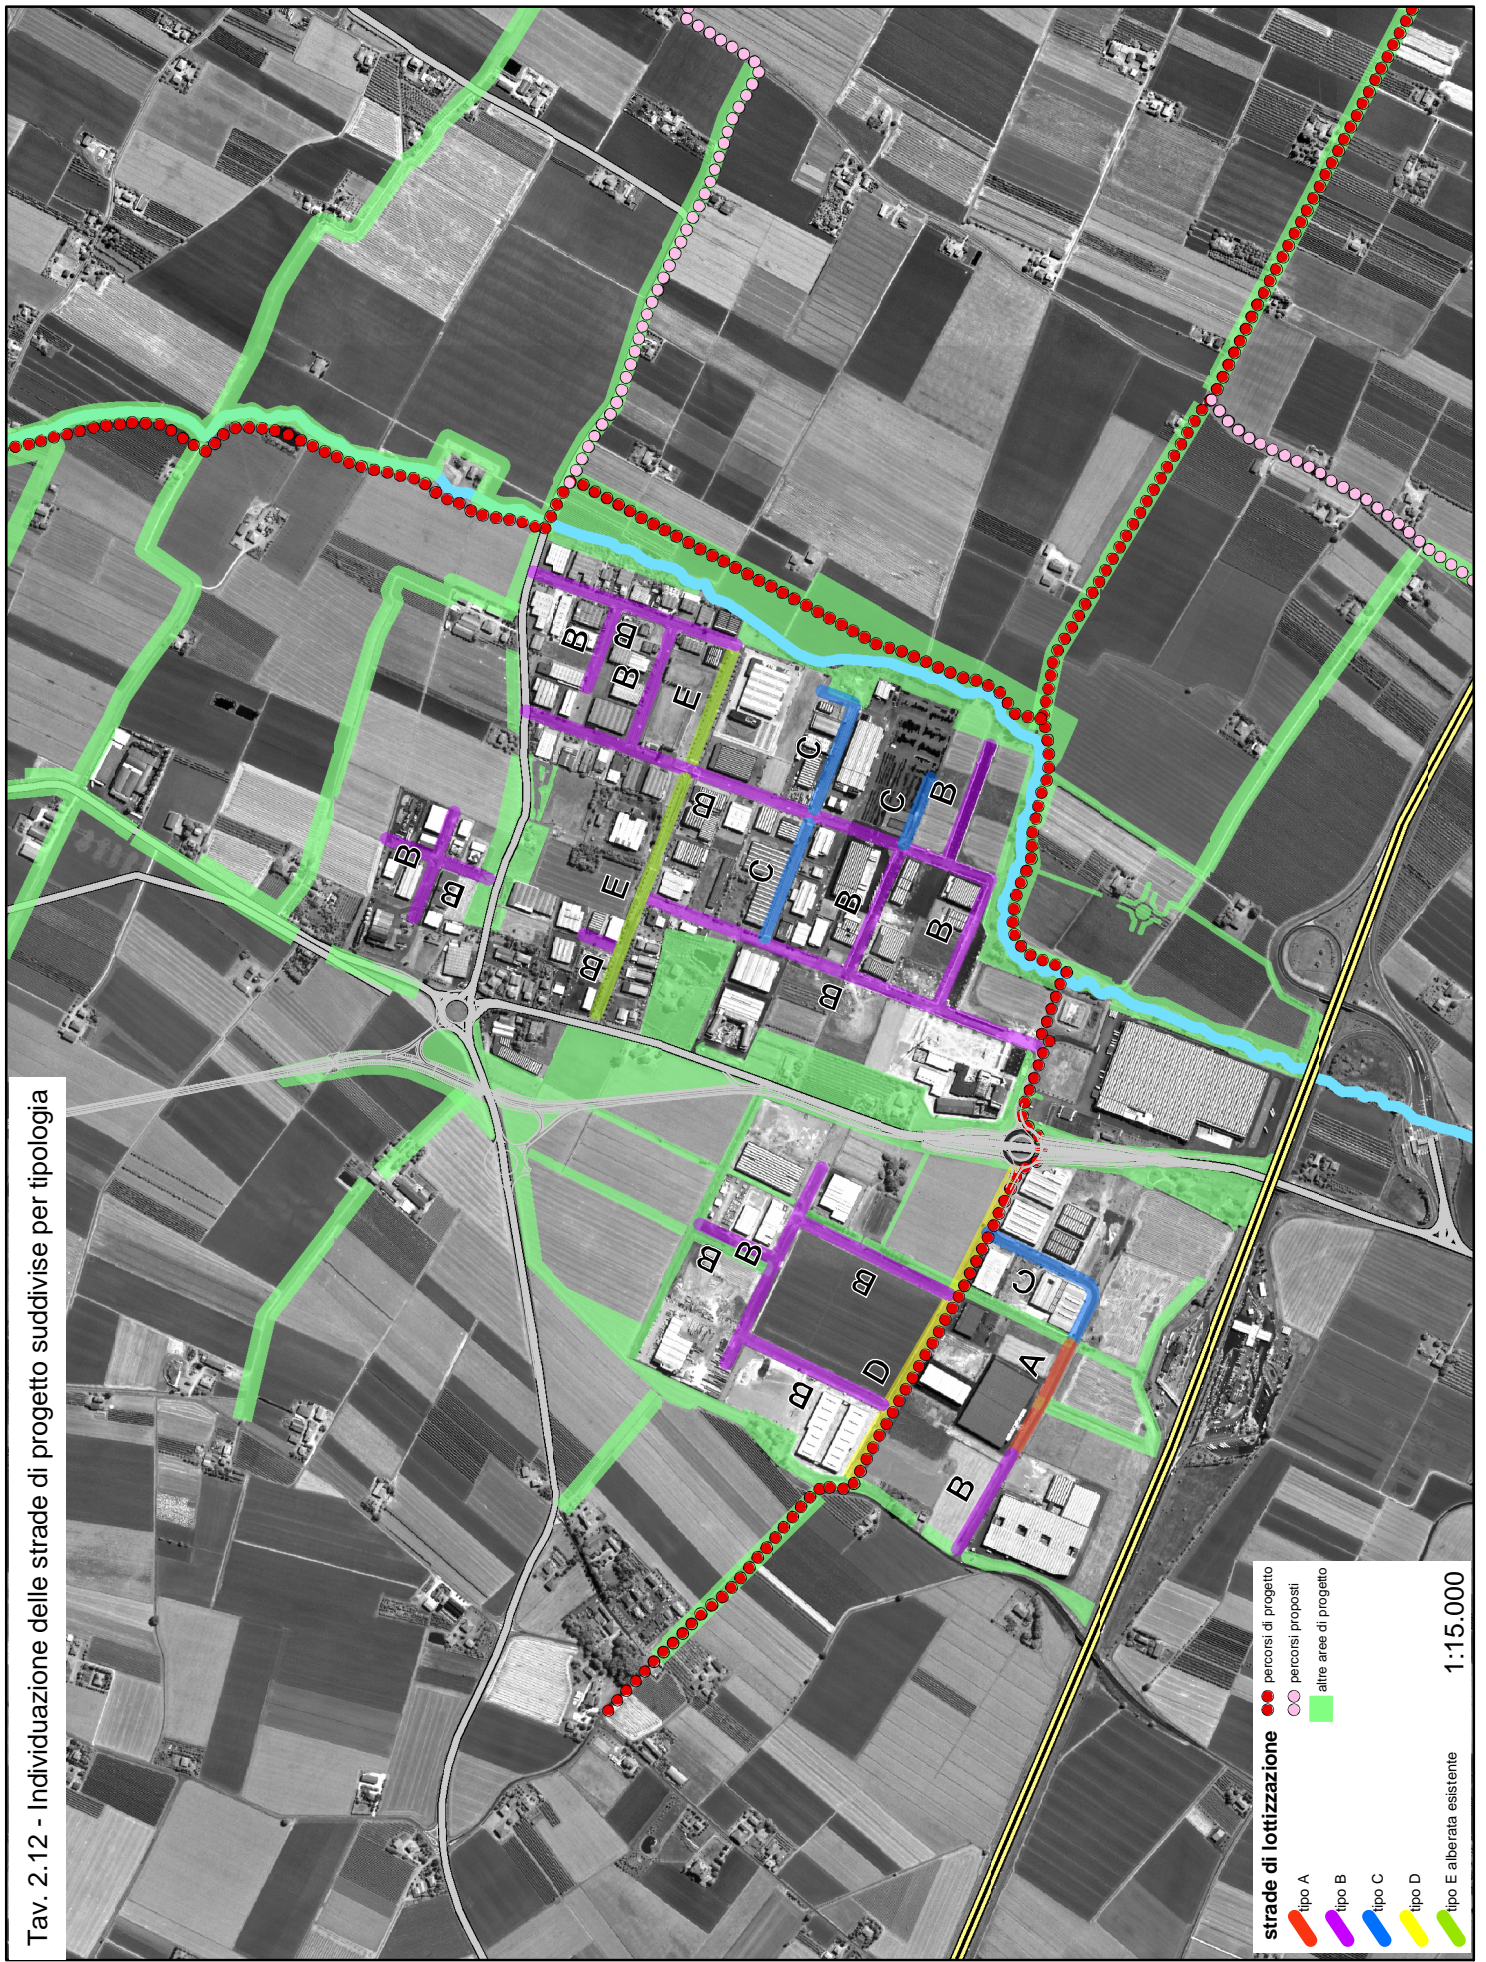 Tav. 2.12 - Individuazione delle strade di progetto suddivise per tipologia
B
B
B
B
B
E
B
E
B
C
C
C
B
B
B
B
B
B
B
B
D
B
C
A
B
strade di lottizzazione
tipo A
tipo B
tipo C
tipo D
tipo E alberata esistente
percorsi di progetto
percorsi proposti
altre aree di progetto
1:15.000